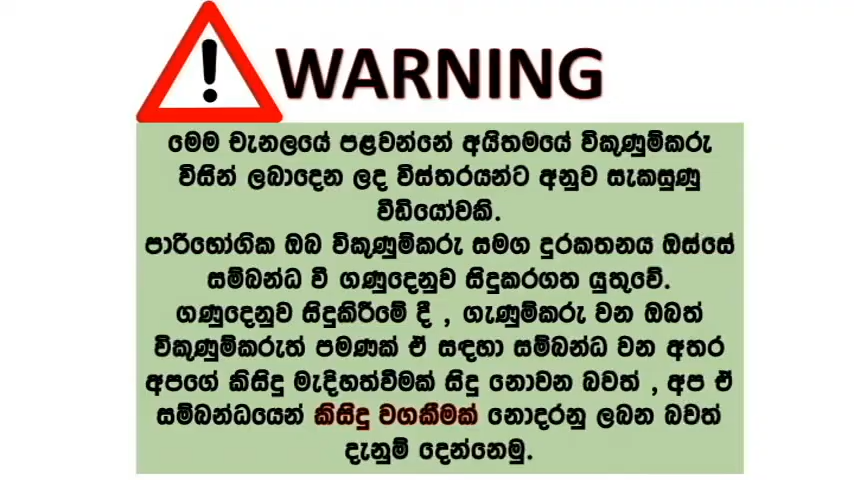 WARNING
මෙම චැනලයේ පළවන්නේ අයිතමයේ විකුණුම්කරු
විසින් ලබාදෙන ලද විස්තරයන්ට අනුව සැකසුණු
වීඩියෝවකි.
පාරිභෝගික ඔබ විකුණුම්කරු සමග දුරකතනය ඔස්සේ
සම්බන්ධ වී ගණුදෙනුව සිදුකරගත යුතුවේ.
ගණුදෙනුව සිදුකිරීමේ දී , ගැණුම්කරු වන ඔබත්
විකුණුම්කරුත් පමණක් ඒ සඳහා සම්බන්ධ වන අතර
අපගේ කිසිදු මැදිහත්වීමක් සිදු නොවන බවත් , අප ඒ
සම්බන්ධයෙන් කිසිදු වගකීමක් නොදරනු ලබන බවත්
දැනුම් දෙන්නෙමු.